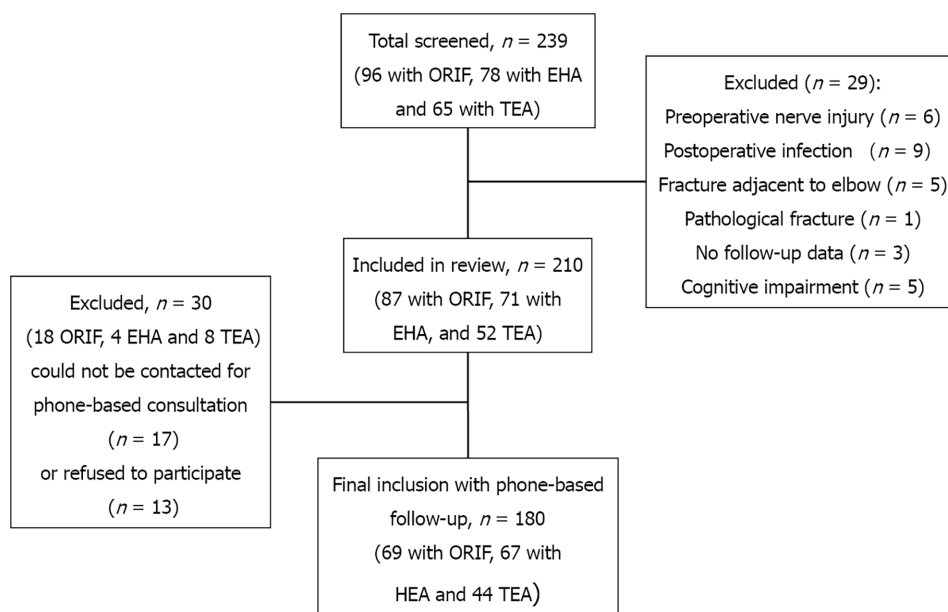 Total screened, n = 239
(96 with ORIF, 78 with EHA
and 65 with TEA)
Excluded (n = 29):
Preoperative nerve injury (n = 6)
Postoperative infection (n = 9)
Fracture adjacent to elbow (n = 5)
Pathological fracture (n = 1)
No follow-up data (n = 3)
Cognitive impairment (n = 5)
Included in review, n = 210
(87 with ORIF, 71 with
EHA, and 52 TEA)
Excluded, n = 30
(18 ORIF, 4 EHA and 8 TEA)
could not be contacted for
phone-based consultation
(n = 17)
or refused to participate
(n = 13)
Final inclusion with phone-based
follow-up, n = 180
(69 with ORIF, 67 with
HEA and 44 TEA)